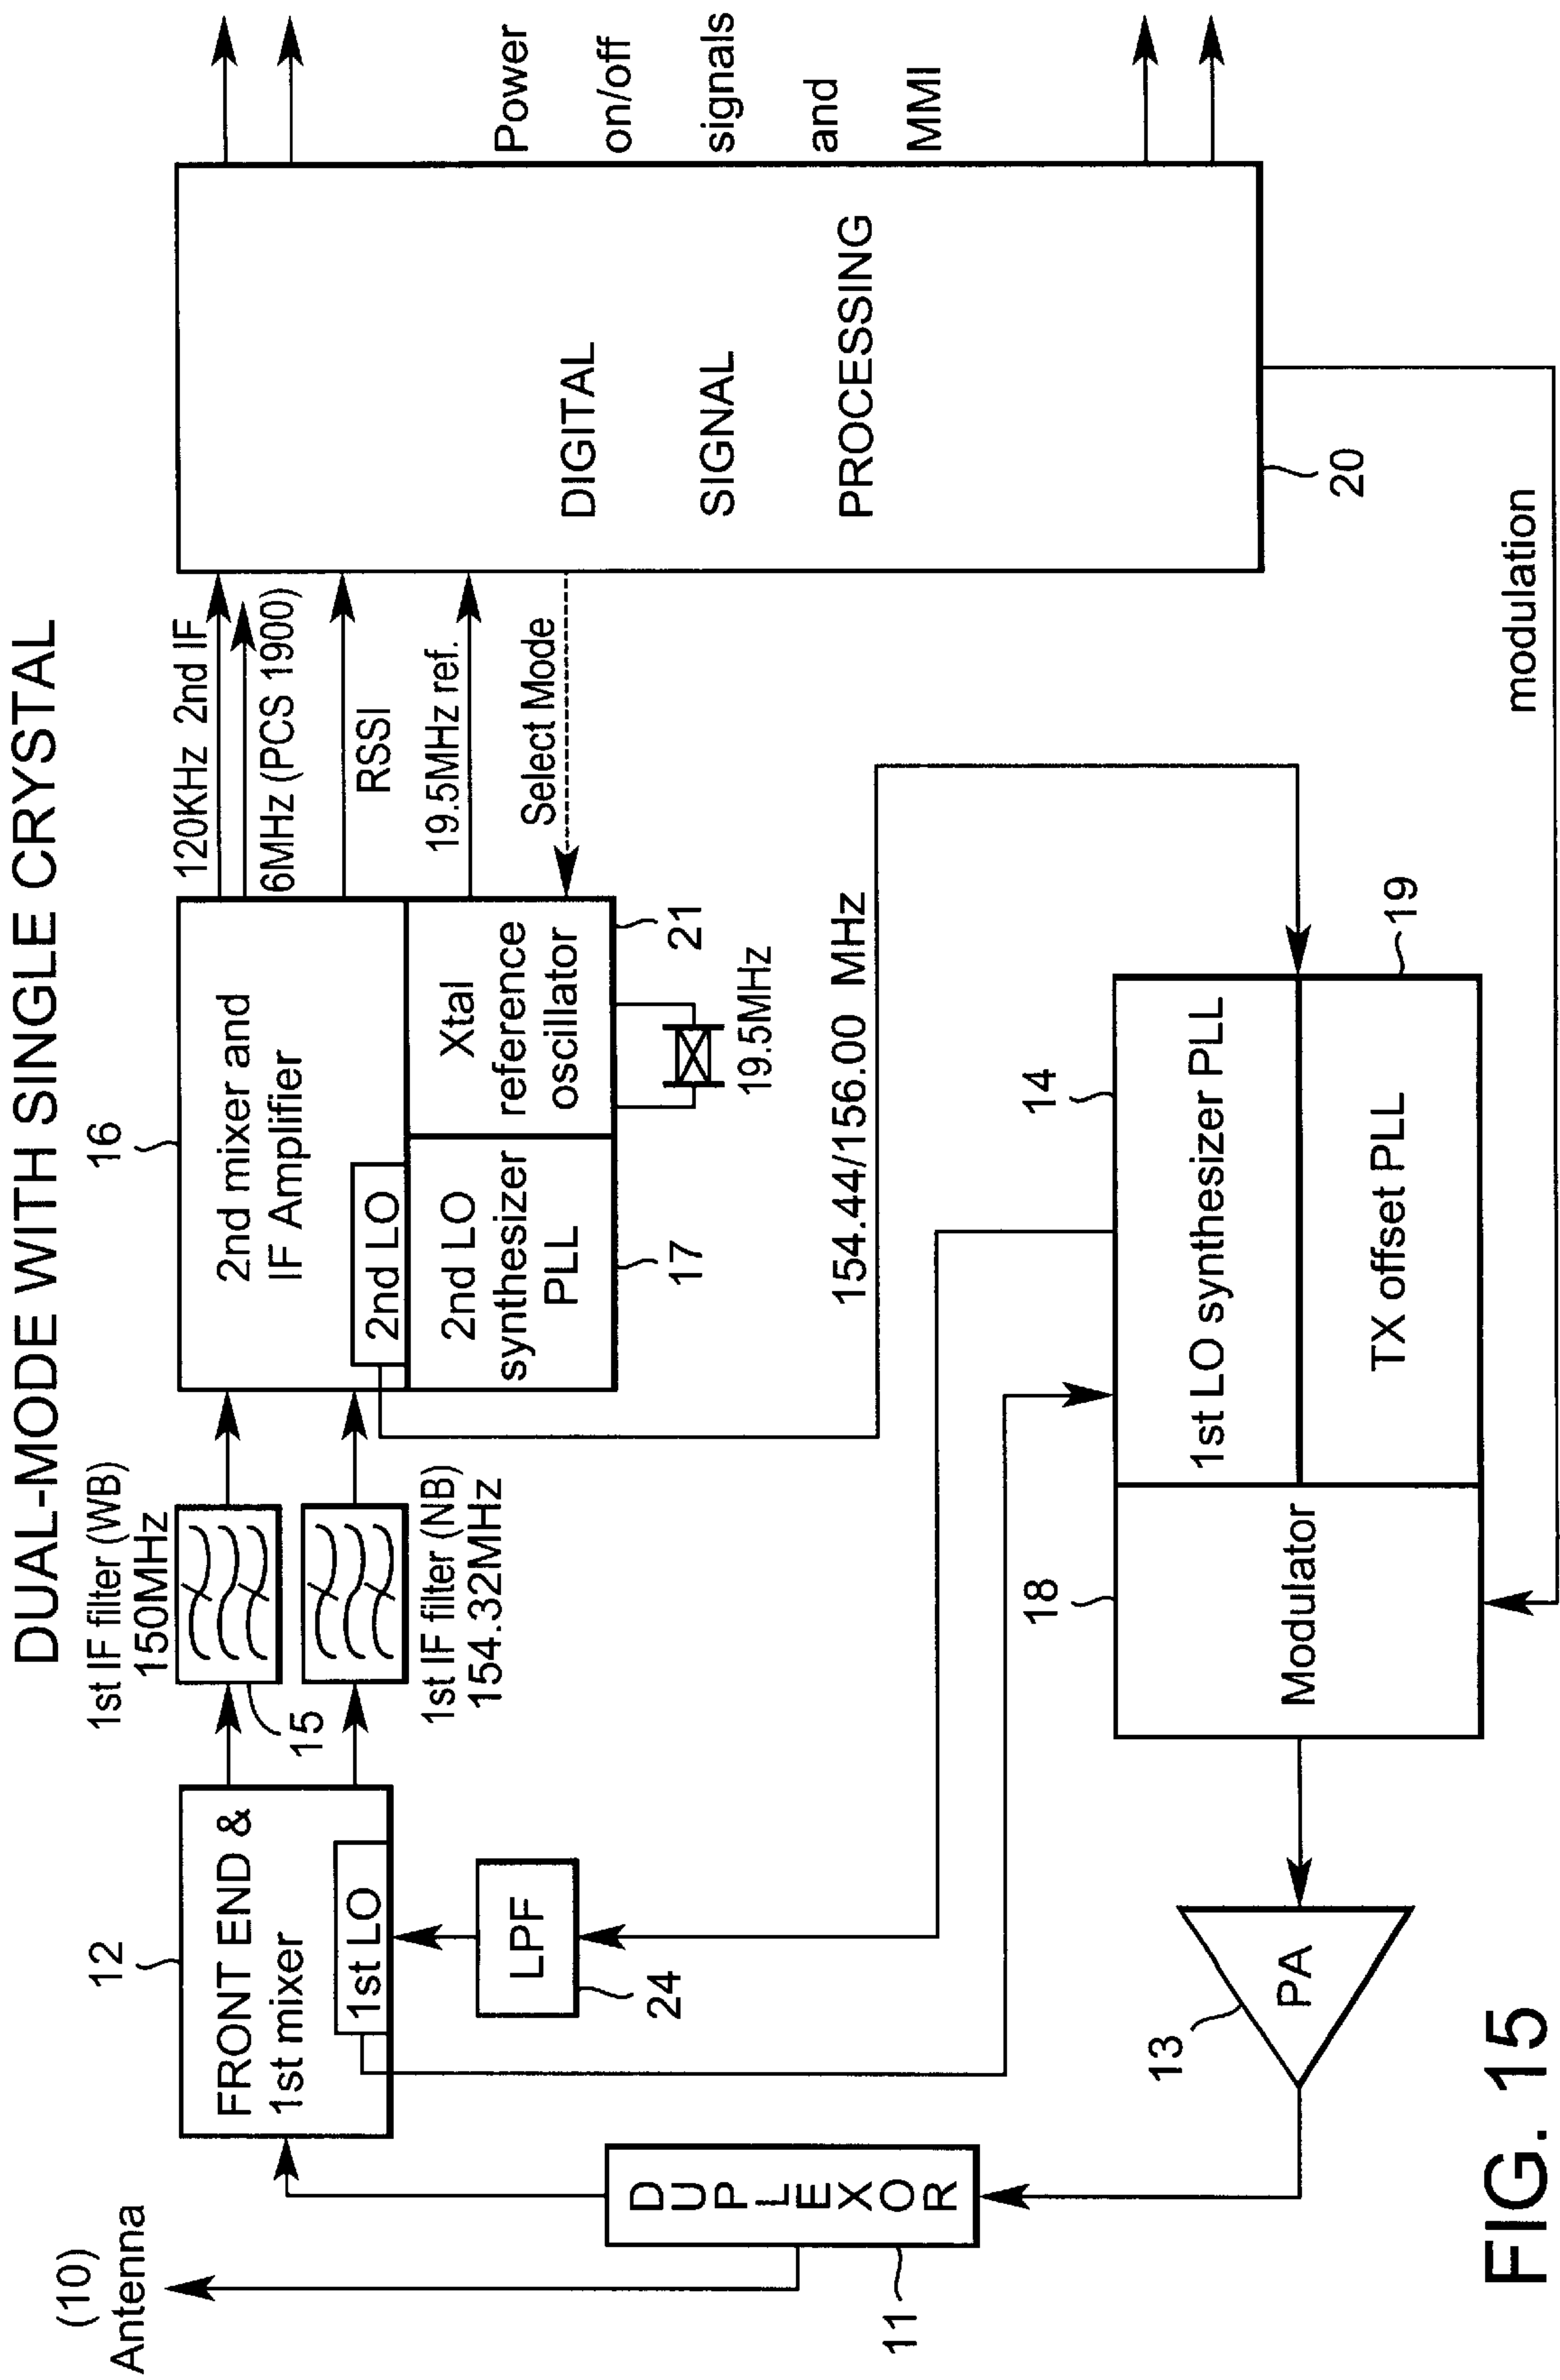 DUAL-MODE WITH SINGLE CRYSTAL
(10)
Antenna
11
DUPLEXOR
12
FRONT END &
1st mixer
1st LO
LPF
24
1st IF filter (WB)
150MHz
15
1st IF filter (NB)
154.32MHz
16
2nd mixer and
IF Amplifier
2nd LO
2nd LO
synthesizer
PLL
17
Xtal
reference
oscillator
21
19.5MHz
120KHz 2nd IF
6MHz (PCS 1900)
RSSI
19.5MHz ref.
Select Mode
DIGITAL
SIGNAL
PROCESSING
20
Power
on/off
signals
and
MMI
154.44/156.00 MHz
13
PA
18
Modulator
14
1st LO synthesizer PLL
TX offset PLL
19
modulation
FIG. 15